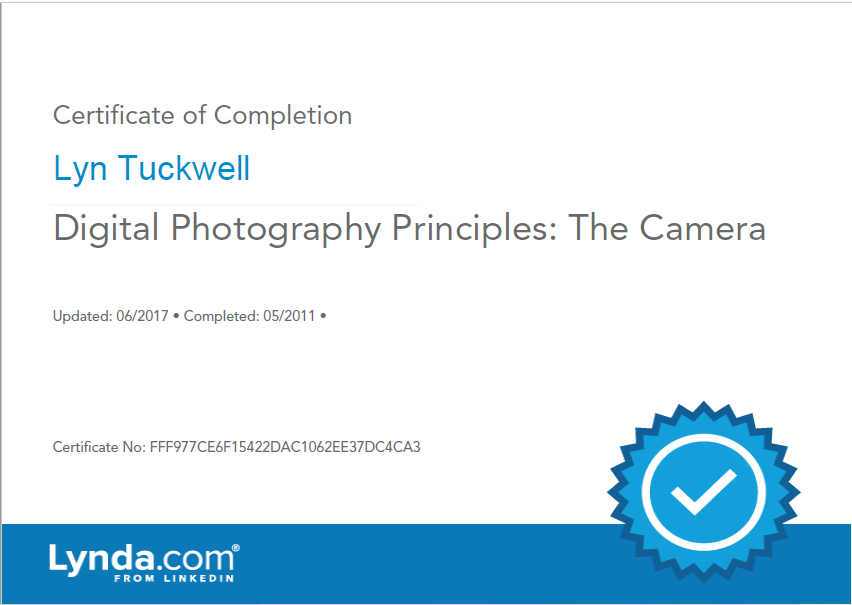 Certificate of Completion
Lyn Tuckwell
Digital Photography Principles: The Camera
Updated: 06/2017 • Completed: 05/2011 •
Certificate No: FFF977CE6F15422DAC1062EE37DC4CA3
Lynda.com®
FROM LINKEDIN